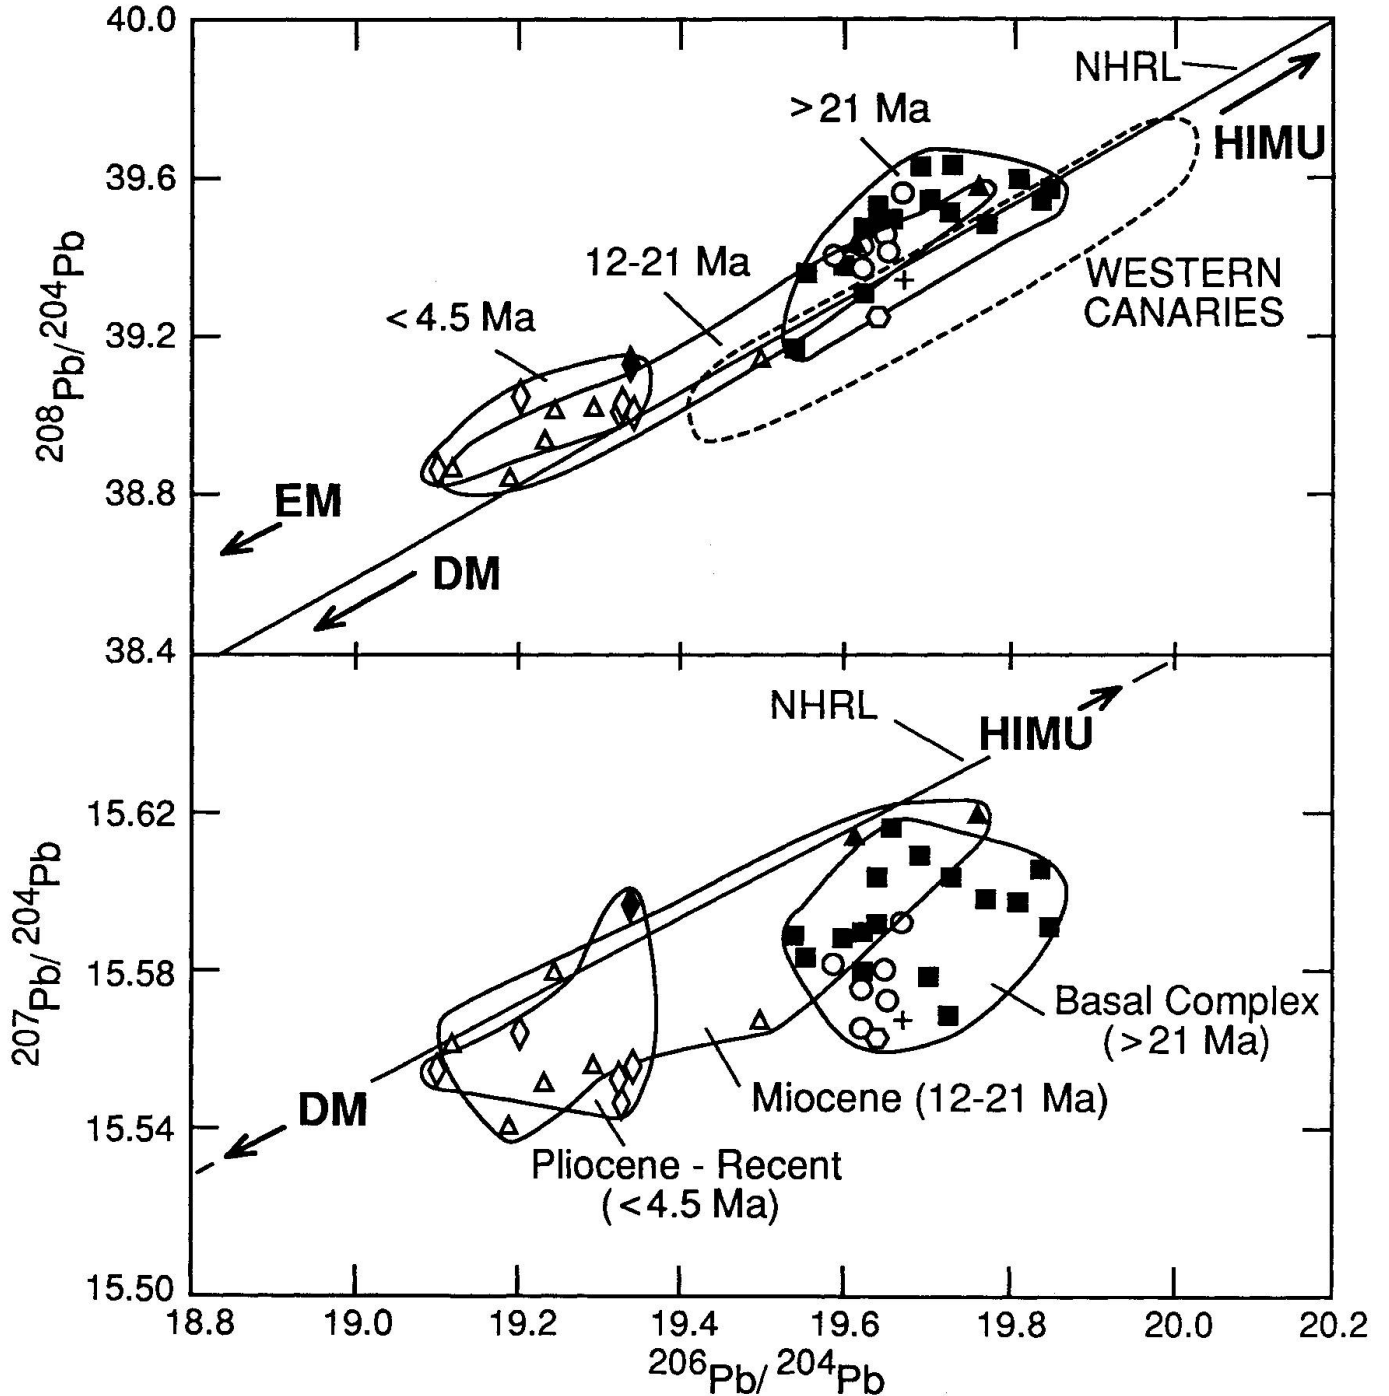 40.0
39.6
39.2
38.8
38.4
208Pb/204Pb
NHRL
HIMU
>21 Ma
12-21 Ma
<4.5 Ma
WESTERN
CANARIES
EM
DM
NHRL
HIMU
15.62
15.58
15.54
15.50
207Pb/204Pb
Basal Complex
(>21 Ma)
Miocene (12-21 Ma)
DM
Pliocene - Recent
(<4.5 Ma)
18.8 19.0 19.2 19.4 19.6 19.8 20.0 20.2
206Pb/204Pb